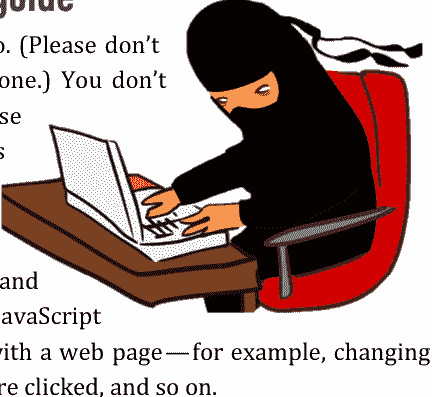 guide
o. (Please don’t
one.) You don’t
se
s
and
avaScript
with a web page—for example, changing
re clicked, and so on.